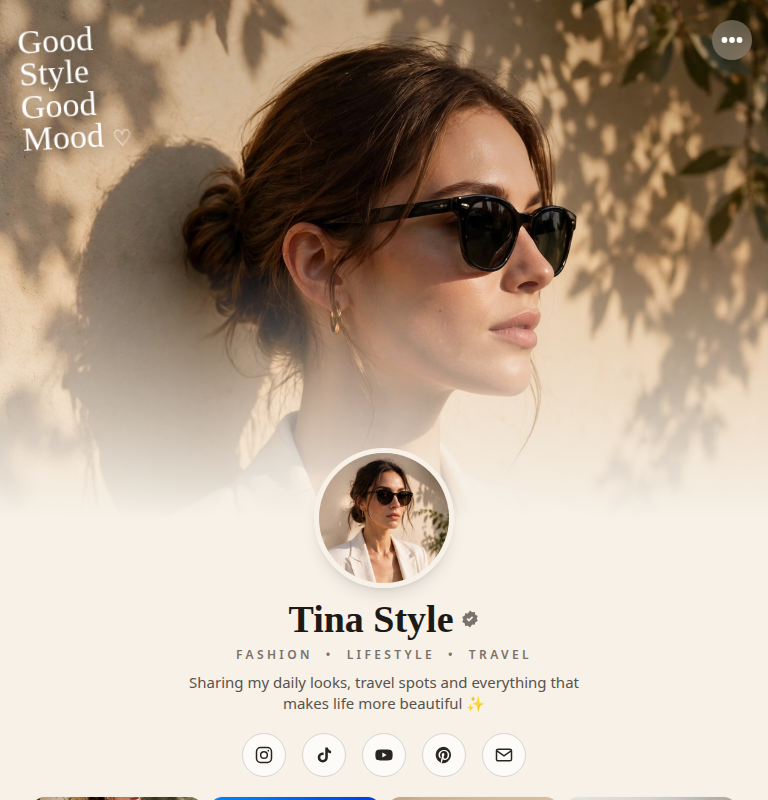 Good
Style
Good
Mood ♡
Tina Style
FASHION • LIFESTYLE • TRAVEL
Sharing my daily looks, travel spots and everything that
makes life more beautiful ✨